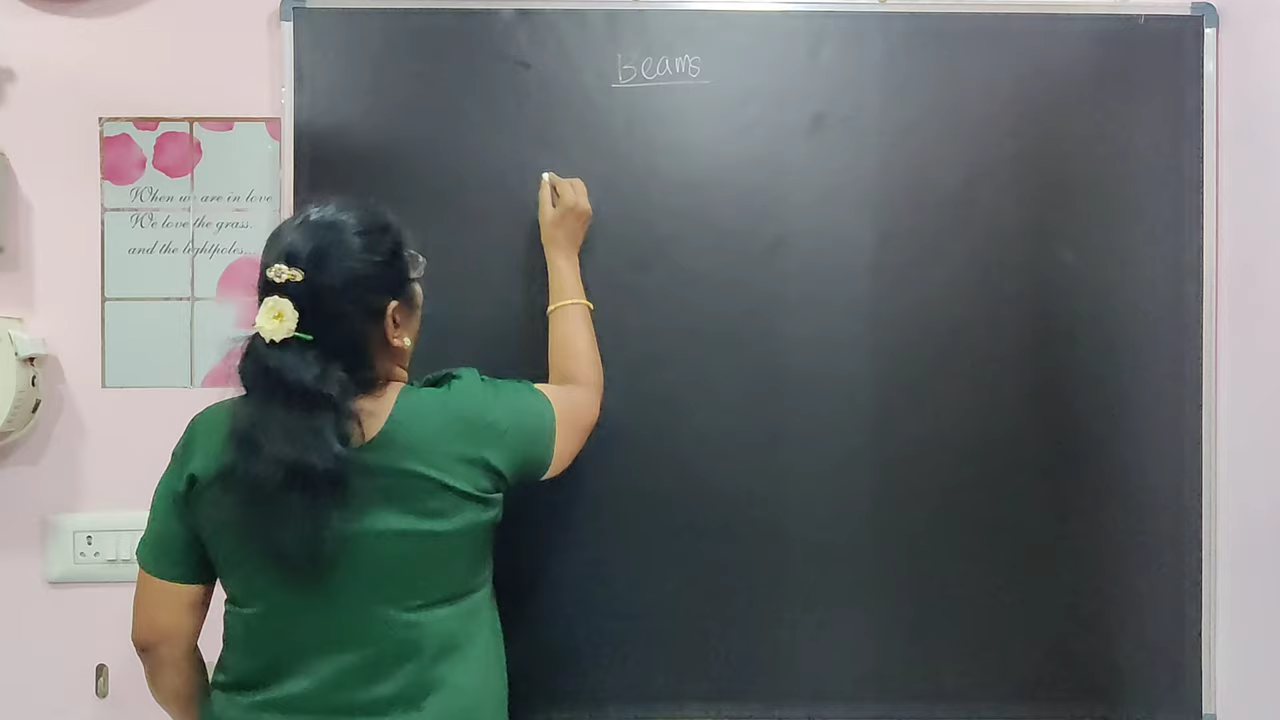 Beams
When we are in love
We love the grass.
and the lightpoles...